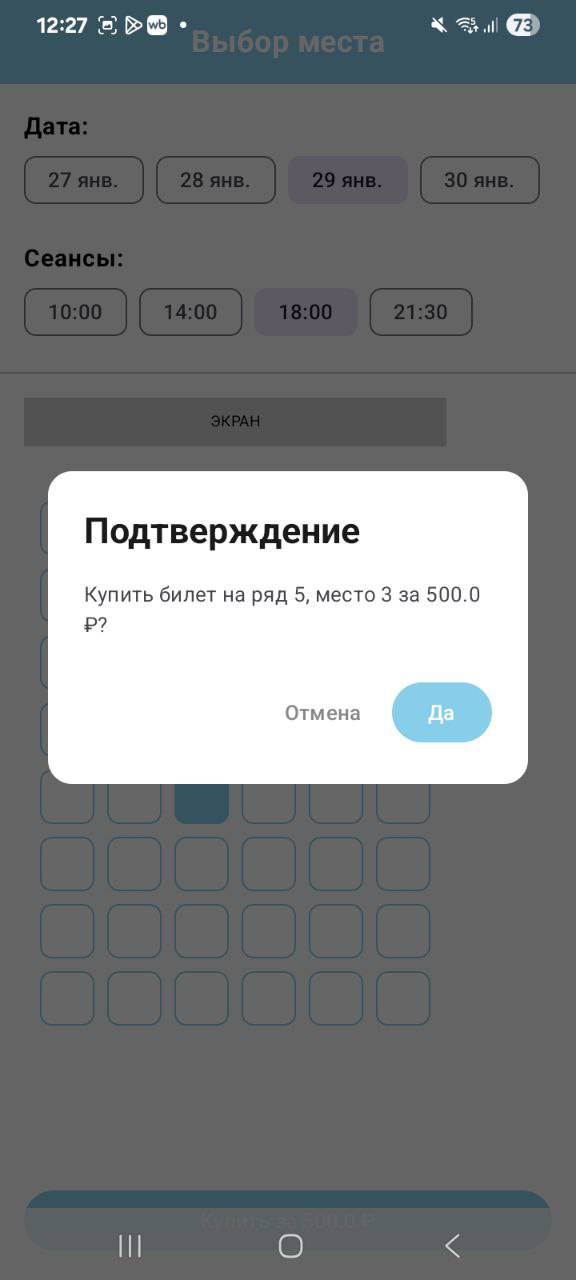 12:27 wb 73
Выбор места
Дата:
27 янв. 28 янв. 29 янв. 30 янв.
Сеансы:
10:00 14:00 18:00 21:30
ЭКРАН
Подтверждение
Купить билет на ряд 5, место 3 за 500.0
₽?
Отмена Да
Купить за 500.0 ₽